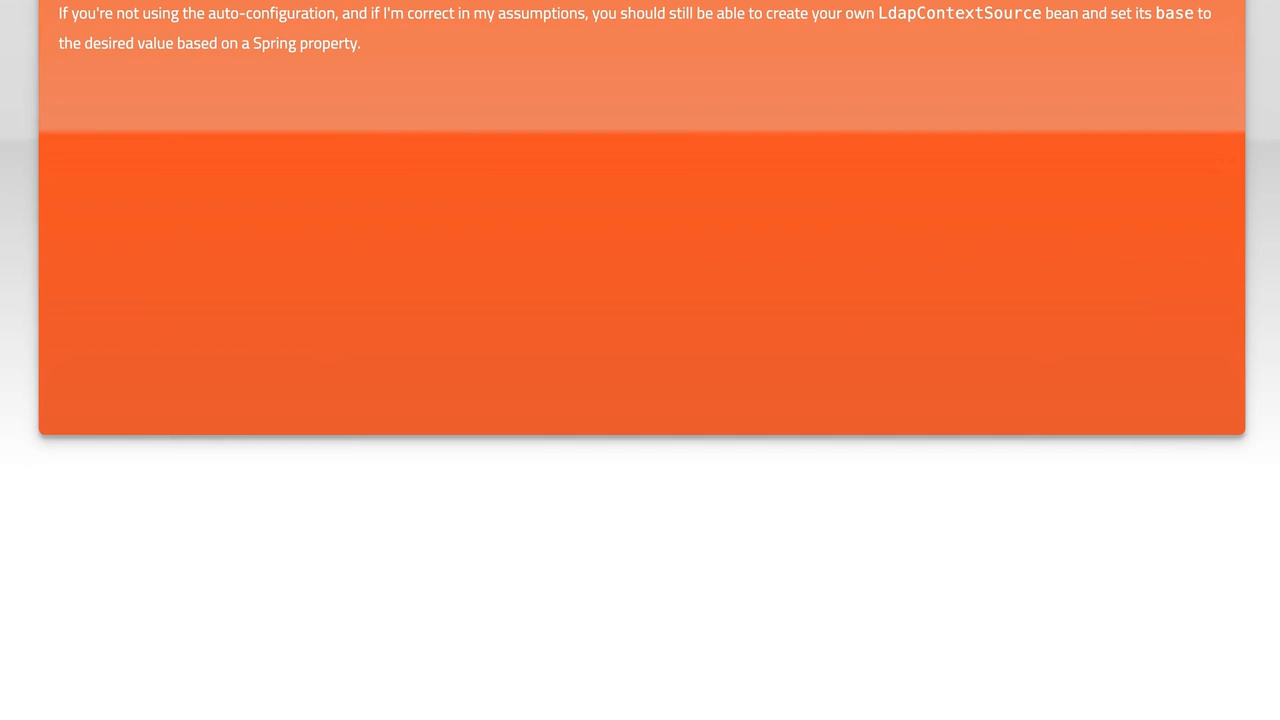 If you're not using the auto-configuration, and if I'm correct in my assumptions, you should still be able to create your own LdapContextSource bean and set its base to
the desired value based on a Spring property.